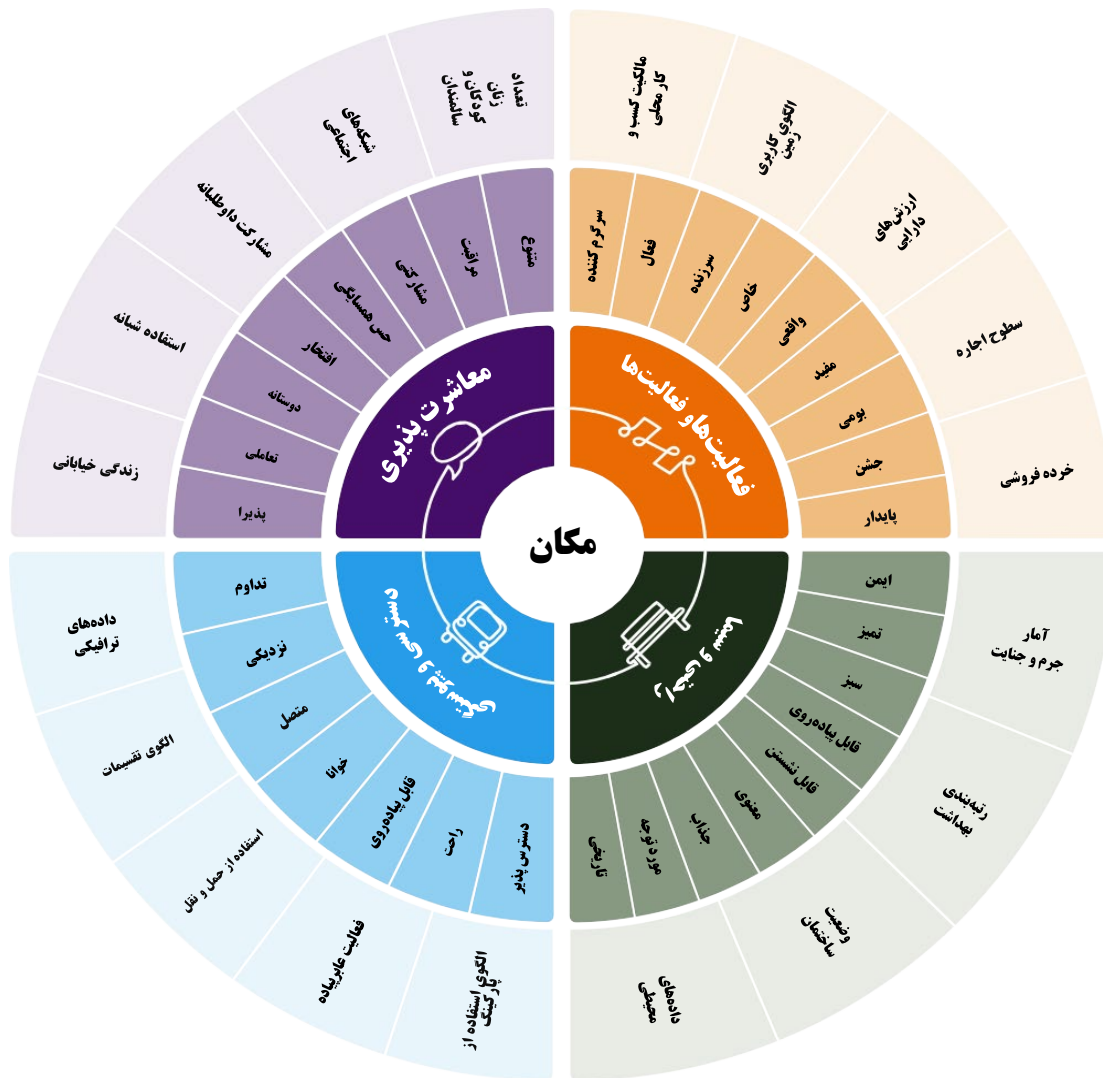 مکان
معاشرت پذیری
فعالیت‌ها و فعالیت‌ها
دسترسی و پیوستگی
راحتی و سیما
متنوع
مراقبت
مشارکتی
حس همسایگی
افتخار
دوستانه
تعاملی
پذیرا
تعداد
زنان
کودکان و
سالمندان
شبکه‌های
اجتماعی
مشارکت داوطلبانه
استفاده شبانه
زندگی خیابانی
سرگرم کننده
فعال
سرزنده
خاص
واقعی
مفید
بومی
جشن
پایدار
مالکیت کسب و
کار محلی
الگوی کاربری
زمین
ارزش‌های
دارایی
سطوح اجاره
خرده فروشی
ایمن
تمیز
سبز
قابل پیاده‌روی
قابل نشستن
معنوی
جذاب
مورد توجه
تاریخی
آمار
جرم و جنایت
رتبه‌بندی
بهداشت
وضعیت
ساختمان
داده‌های
محیطی
تداوم
نزدیکی
متصل
خوانا
قابل پیاده‌روی
راحت
دسترس پذیر
داده‌های
ترافیکی
الگوی تقسیمات
استفاده از حمل و نقل
فعالیت عابرپیاده
الگوی استفاده از
پارکینگ